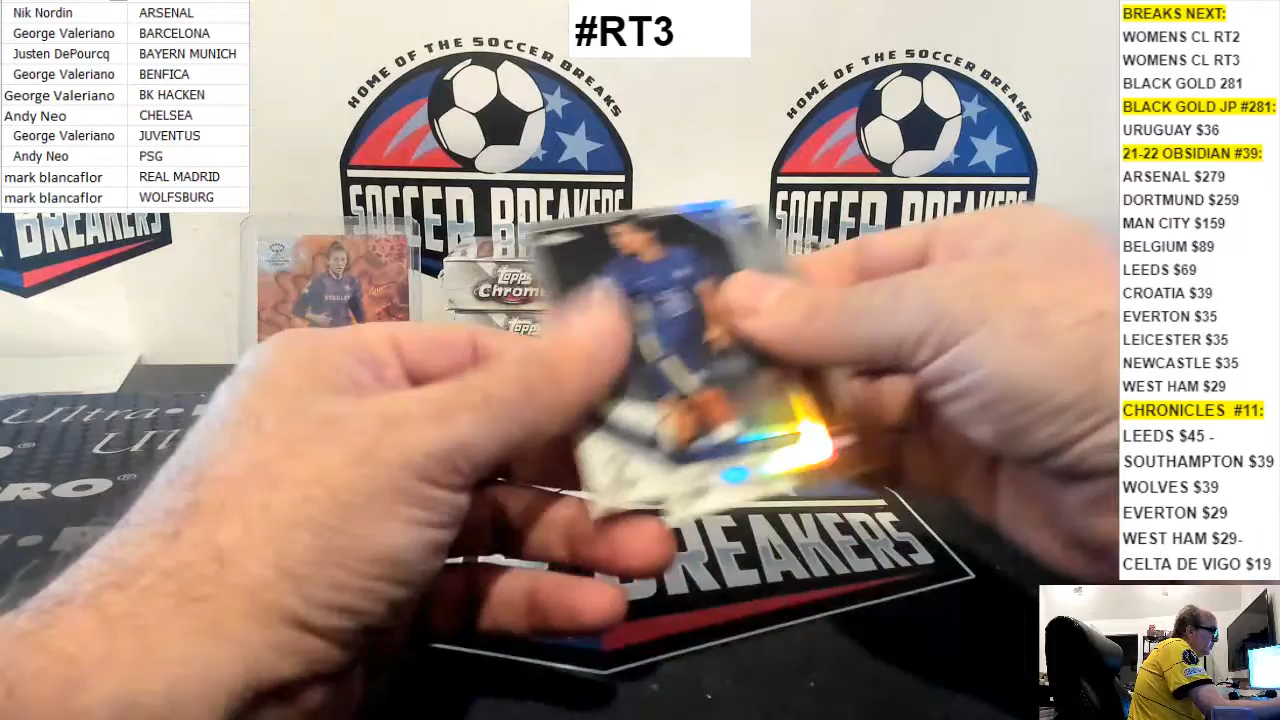 Nik Nordin ARSENAL
George Valeriano BARCELONA
Justen DePourcq BAYERN MUNICH
George Valeriano BENFICA
George Valeriano BK HACKEN
Andy Neo CHELSEA
George Valeriano JUVENTUS
Andy Neo PSG
mark blancaflor REAL MADRID
mark blancaflor WOLFSBURG
#RT3
HOME OF THE SOCCER BREAKS
SOCCER BREAKERS
HOME OF THE SOCCER BREAKS
SOCCER BREAKERS
BREAKERS
Topps
Chrome
Topps
Ultra
PRO
BREAKERS
BREAKS NEXT:
WOMENS CL RT2
WOMENS CL RT3
BLACK GOLD 281
BLACK GOLD JP #281:
URUGUAY $36
21-22 OBSIDIAN #39:
ARSENAL $279
DORTMUND $259
MAN CITY $159
BELGIUM $89
LEEDS $69
CROATIA $39
EVERTON $35
LEICESTER $35
NEWCASTLE $35
WEST HAM $29
CHRONICLES #11:
LEEDS $45 -
SOUTHAMPTON $39
WOLVES $39
EVERTON $29
WEST HAM $29-
CELTA DE VIGO $19